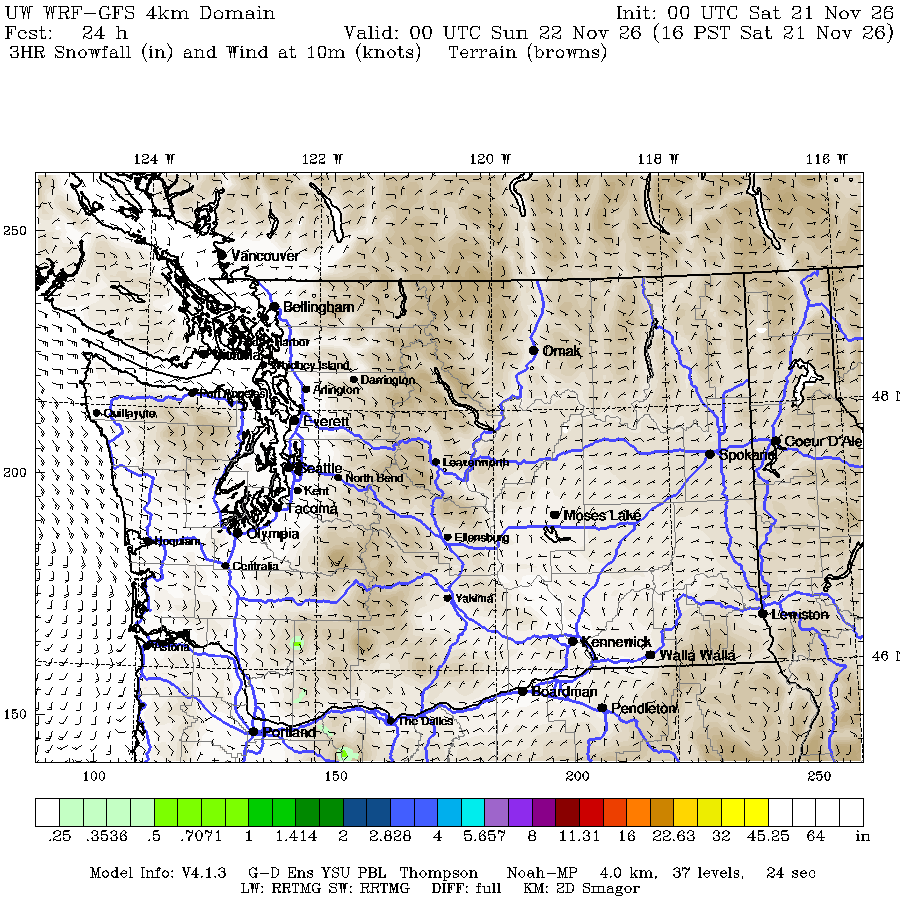 UW WRF-GFS 4km Domain Init: 00 UTC Sat 21 Nov 26
Fcst: 24 h Valid: 00 UTC Sun 22 Nov 26 (16 PST Sat 21 Nov 26)
3HR Snowfall (in) and Wind at 10m (knots) Terrain (browns)
124 W 122 W 120 W 118 W 116 W
250
Vancouver
Bellingham
Omak
Whidbey Island
Darrington
Arlington
Port Angeles
48 N
Quillayute
Everett
Coeur D'Ale
Spokane
Leavenworth
200
Seattle
North Bend
Kent
Tacoma
Moses Lake
Olympia
Hoquiam
Ellensburg
Centralia
Yakima
Lewiston
Kennewick
Astoria
Walla Walla
46 N
Boardman
Pendleton
150
The Dalles
Portland
100 150 200 250
.25 .3536 .5 .7071 1 1.414 2 2.828 4 5.657 8 11.31 16 22.63 32 45.25 64 in
Model Info: V4.1.3 G-D Ens YSU PBL Thompson Noah-MP 4.0 km, 37 levels, 24 sec
LW: RRTMG SW: RRTMG DIFF: full KM: 2D Smagor